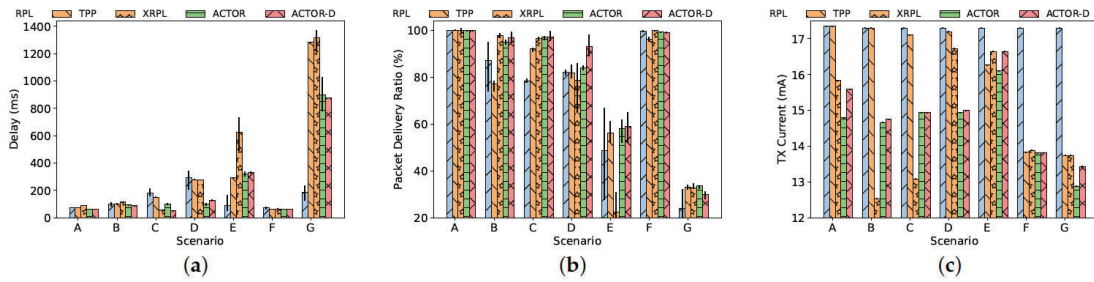 RPL TPP XRPL ACTOR ACTOR-D
1400
1200
1000
800
600
400
200
0
Delay (ms)
A B C D E F G
Scenario
(a)
RPL TPP XRPL ACTOR ACTOR-D
100
80
60
40
20
Packet Delivery Ratio (%)
A B C D E F G
Scenario
(b)
RPL TPP XRPL ACTOR ACTOR-D
17
16
15
14
13
12
TX Current (mA)
A B C D E F G
Scenario
(c)